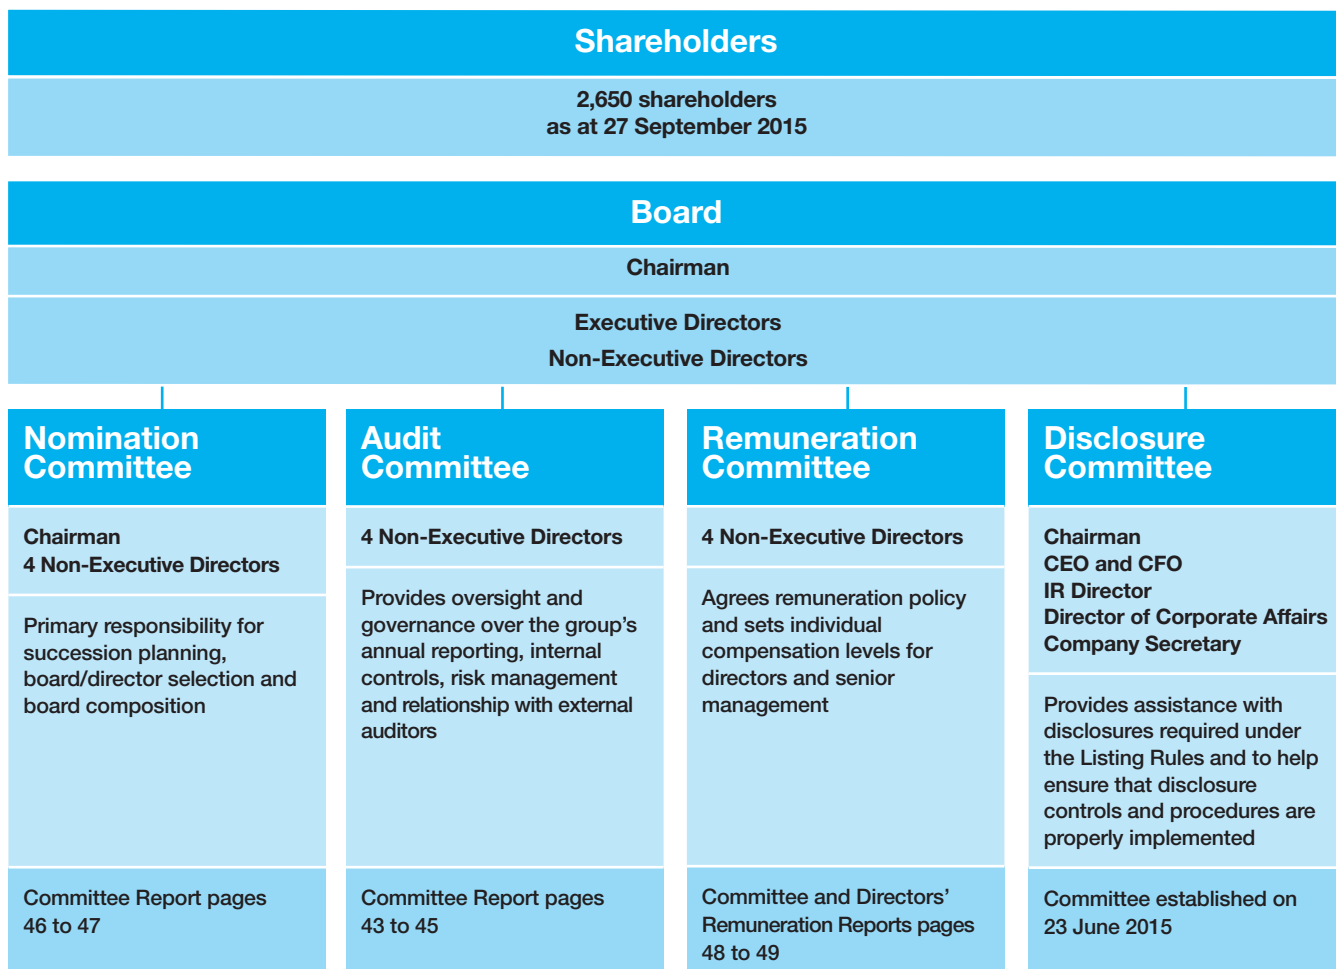 Shareholders
2,650 shareholders
as at 27 September 2015
Board
Chairman
Executive Directors
Non-Executive Directors
Nomination
Committee
Chairman
4 Non-Executive Directors
Primary responsibility for
succession planning,
board/director selection and
board composition
Committee Report pages
46 to 47
Audit
Committee
4 Non-Executive Directors
Provides oversight and
governance over the group’s
annual reporting, internal
controls, risk management
and relationship with external
auditors
Committee Report pages
43 to 45
Remuneration
Committee
4 Non-Executive Directors
Agrees remuneration policy
and sets individual
compensation levels for
directors and senior
management
Committee and Directors’
Remuneration Reports pages
48 to 49
Disclosure
Committee
Chairman
CEO and CFO
IR Director
Director of Corporate Affairs
Company Secretary
Provides assistance with
disclosures required under
the Listing Rules and to help
ensure that disclosure
controls and procedures are
properly implemented
Committee established on
23 June 2015